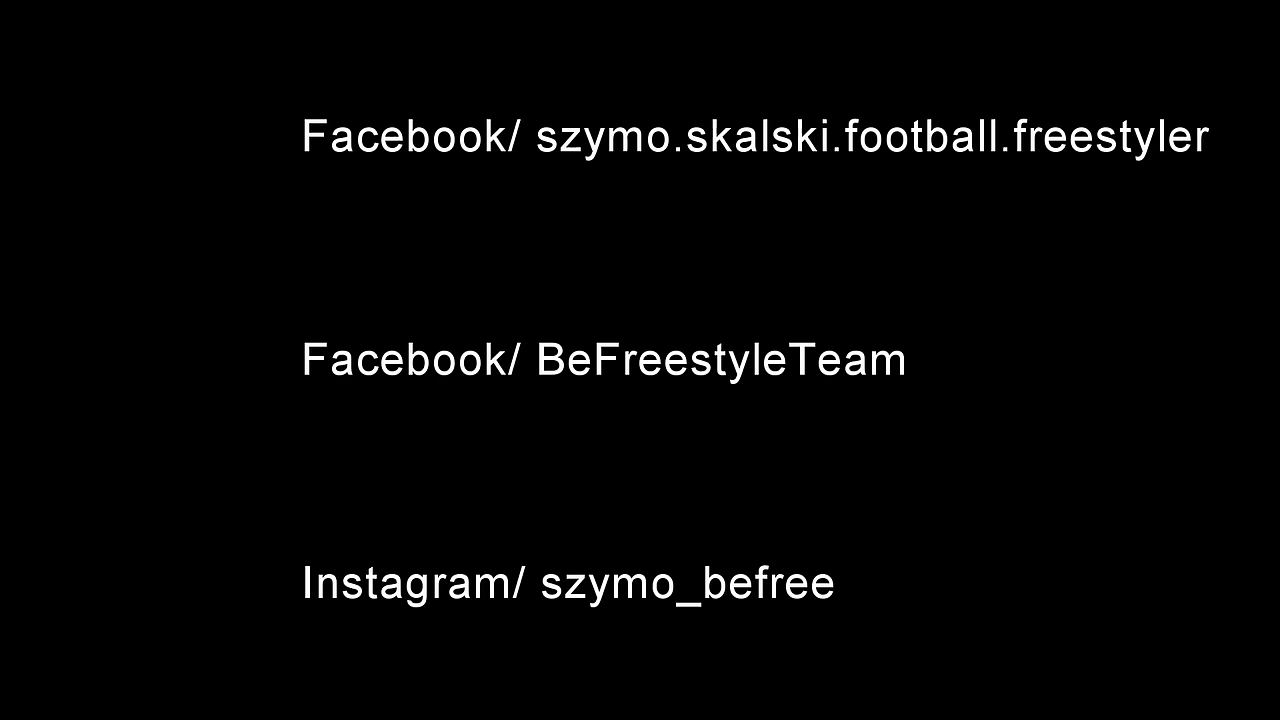 Facebook/ szymo.skalski.football.freestyler
Facebook/ BeFreestyleTeam
Instagram/ szymo_befree